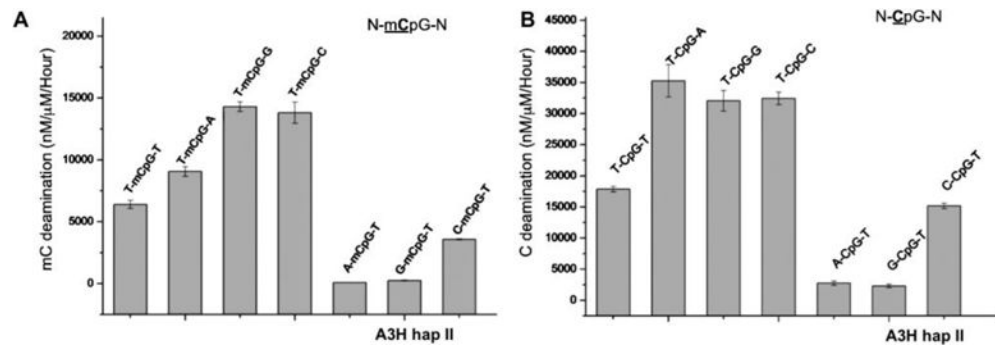 A
N-mCpG-N
mC deamination (nM/μM/Hour)
20000
15000
10000
5000
0
T-mCpG-T
T-mCpG-A
T-mCpG-G
T-mCpG-C
A-mCpG-T
G-mCpG-T
C-mCpG-T
A3H hap II
B
N-CpG-N
C deamination (nM/μM/Hour)
45000
40000
35000
30000
25000
20000
15000
10000
5000
0
T-CpG-T
T-CpG-A
T-CpG-G
T-CpG-C
A-CpG-T
G-CpG-T
C-CpG-T
A3H hap II